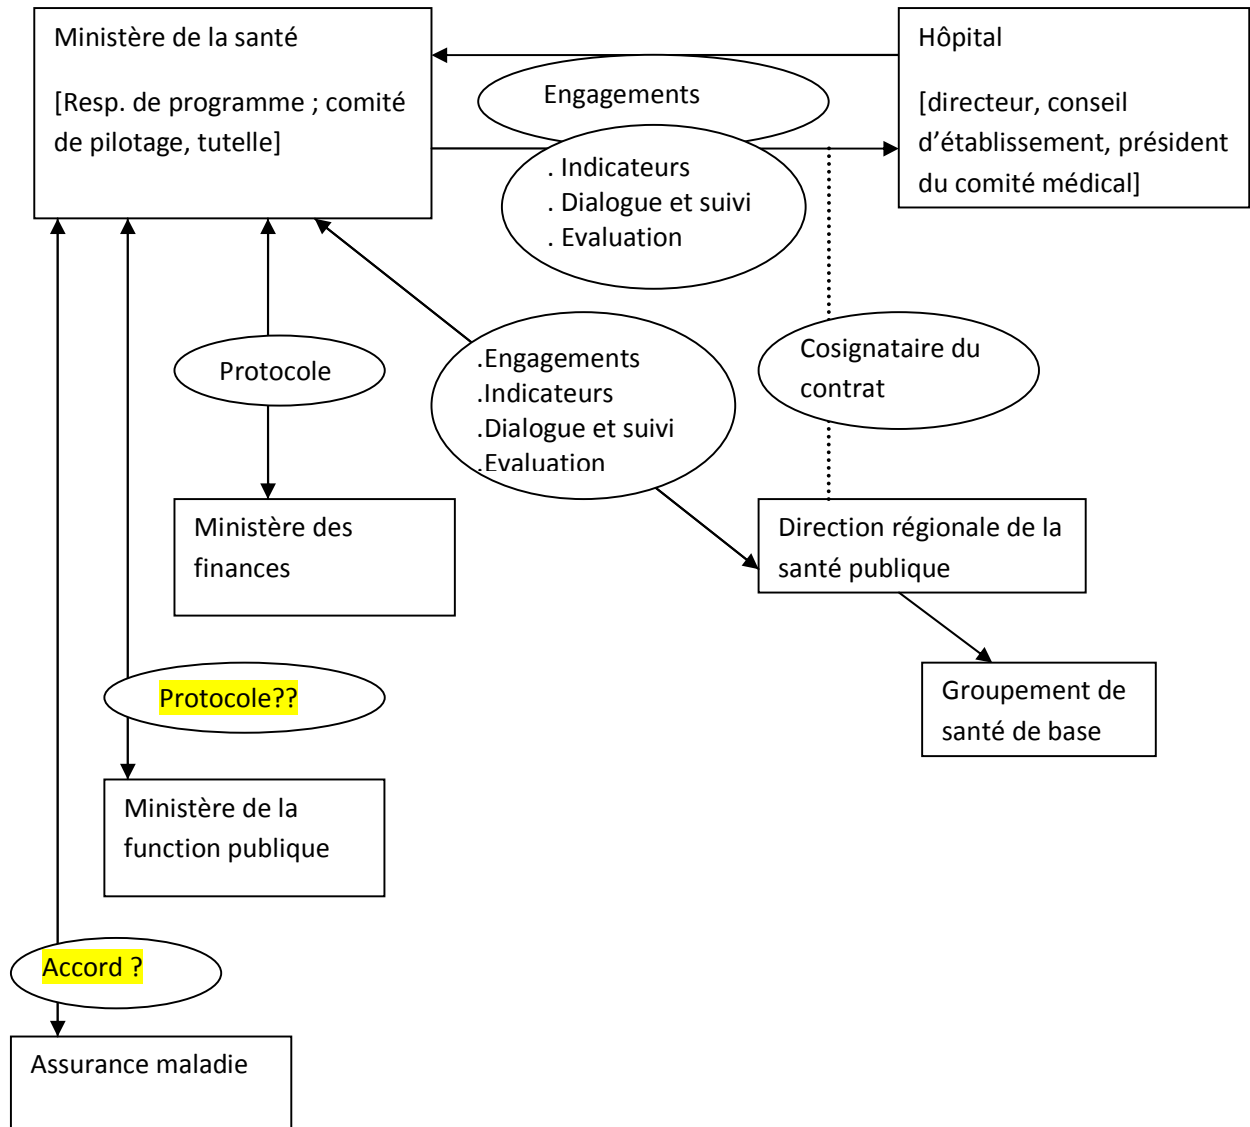 Ministère de la santé
[Resp. de programme ; comité
de pilotage, tutelle]
Engagements
. Indicateurs
. Dialogue et suivi
. Evaluation
Hôpital
[directeur, conseil
d’établissement, président
du comité médical]
Protocole
.Engagements
.Indicateurs
.Dialogue et suivi
.Evaluation
Cosignataire du
contrat
Ministère des
finances
Direction régionale de la
santé publique
Protocole??
Groupement de
santé de base
Ministère de la
function publique
Accord ?
Assurance maladie